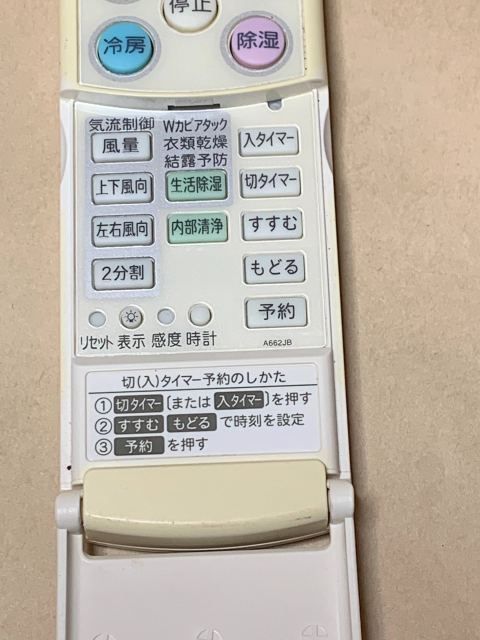 停止
冷房
除湿
気流制御
Wカビアタック
衣類乾燥
結露予防
風量
入タイマー
上下風向
生活除湿
切タイマー
左右風向
内部清浄
すすむ
2分割
もどる
予約
リセット 表示 感度 時計
A662JB
切(入)タイマー予約のしかた
①切タイマー(または入タイマー)を押す
②すすむ もどる で時刻を設定
③予約 を押す